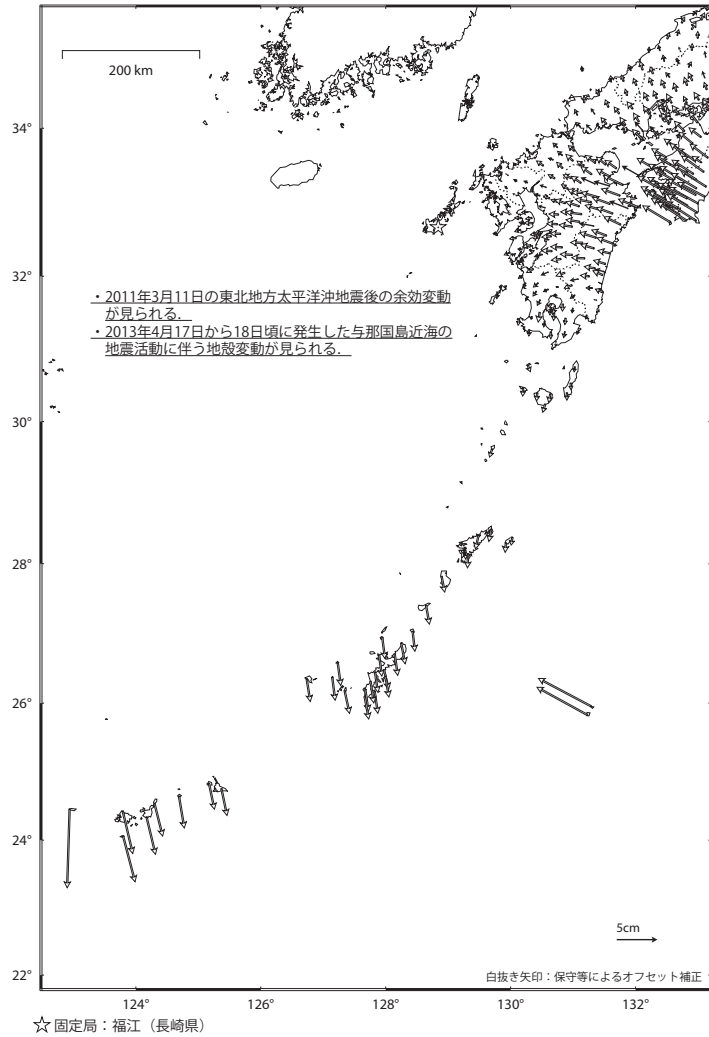 200 km
34°
32°
・2011年3月11日の東北地方太平洋沖地震後の余効変動
が見られる．
・2013年4月17日から18日頃に発生した与那国島近海の
地震活動に伴う地殻変動が見られる．
30°
28°
26°
24°
5cm
22°
白抜き矢印：保守等によるオフセット補正
124°
126°
128°
130°
132°
☆ 固定局：福江（長崎県）